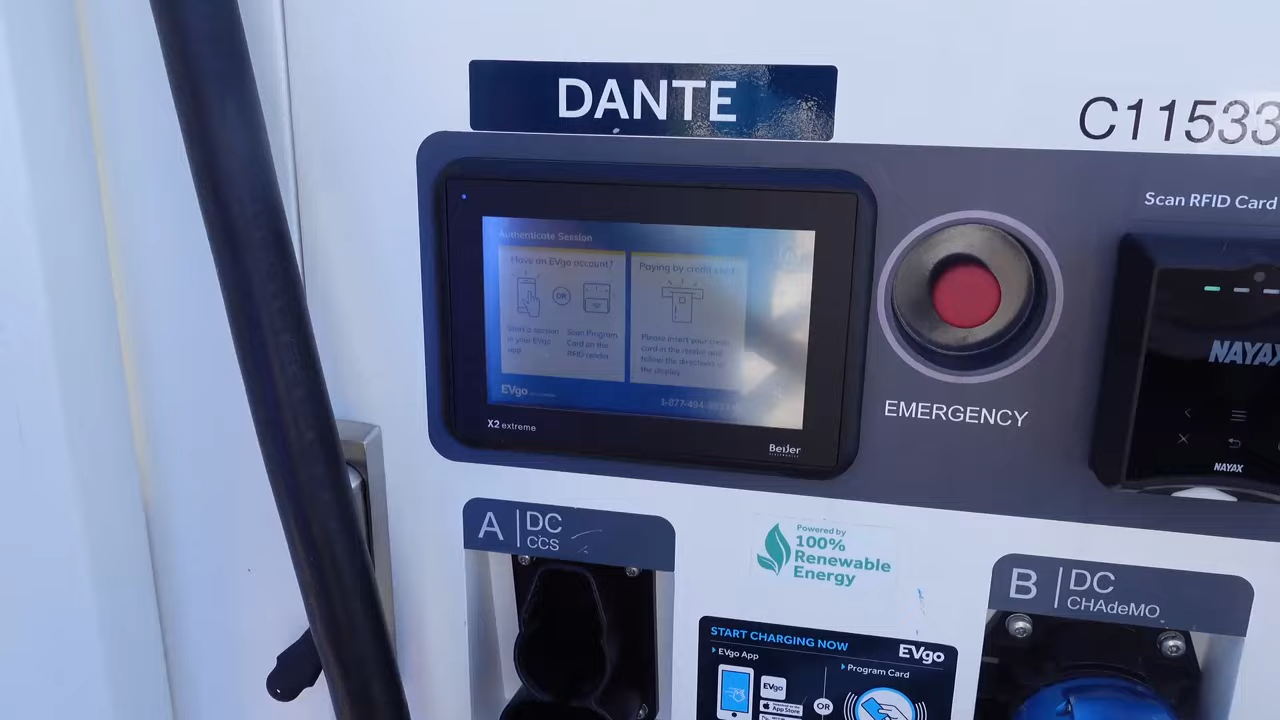 DANTE
C11533
Scan RFID Card
Authenticate Session
Have an EVgo account?
OR
Start a session
in your EVgo
app
Scan Program
Card on the
RFID reader
Paying by credit card?
Please insert your credit
card in the reader and
follow the directions on
the display.
EVgo
1-877-494-
X2 extreme
Beijer
ELECTRONICS
EMERGENCY
NAYAX
NAYAX
A DC
CCS
Powered by
100%
Renewable
Energy
B DC
CHAdeMO
START CHARGING NOW
EVgo
EVgo App
Program Card
EVgo
App Store
OR